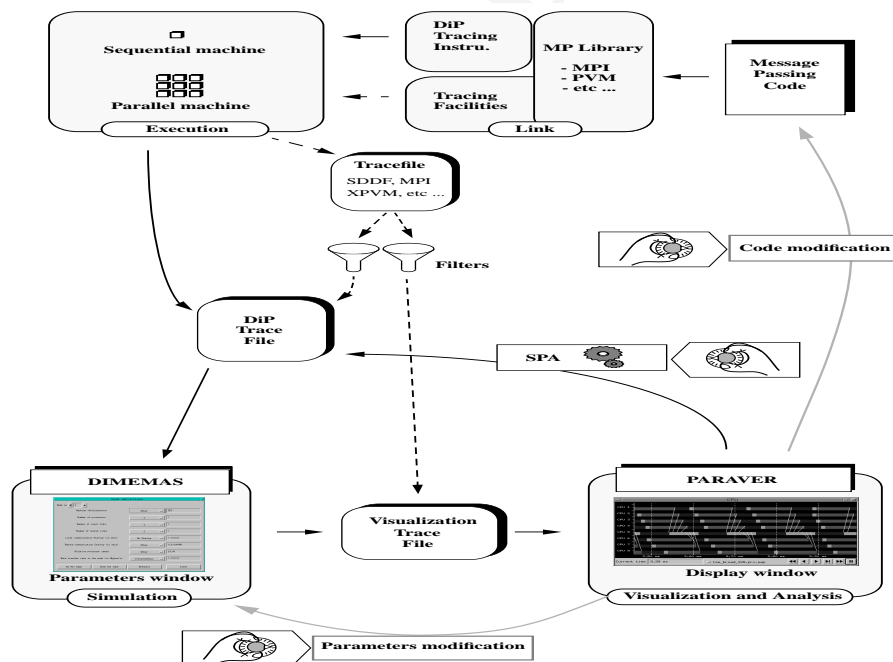 Sequential machine
Parallel machine
Execution
DiP
Tracing
Instru.
Tracing
Facilities
MP Library
- MPI
- PVM
- etc ...
Link
Message
Passing
Code
Tracefile
SDDF, MPI
XPVM, etc ...
Filters
Code modification
DiP
Trace
File
SPA
DIMEMAS
Parameters window
Simulation
Visualization
Trace
File
PARAVER
Display window
Visualization and Analysis
Parameters modification